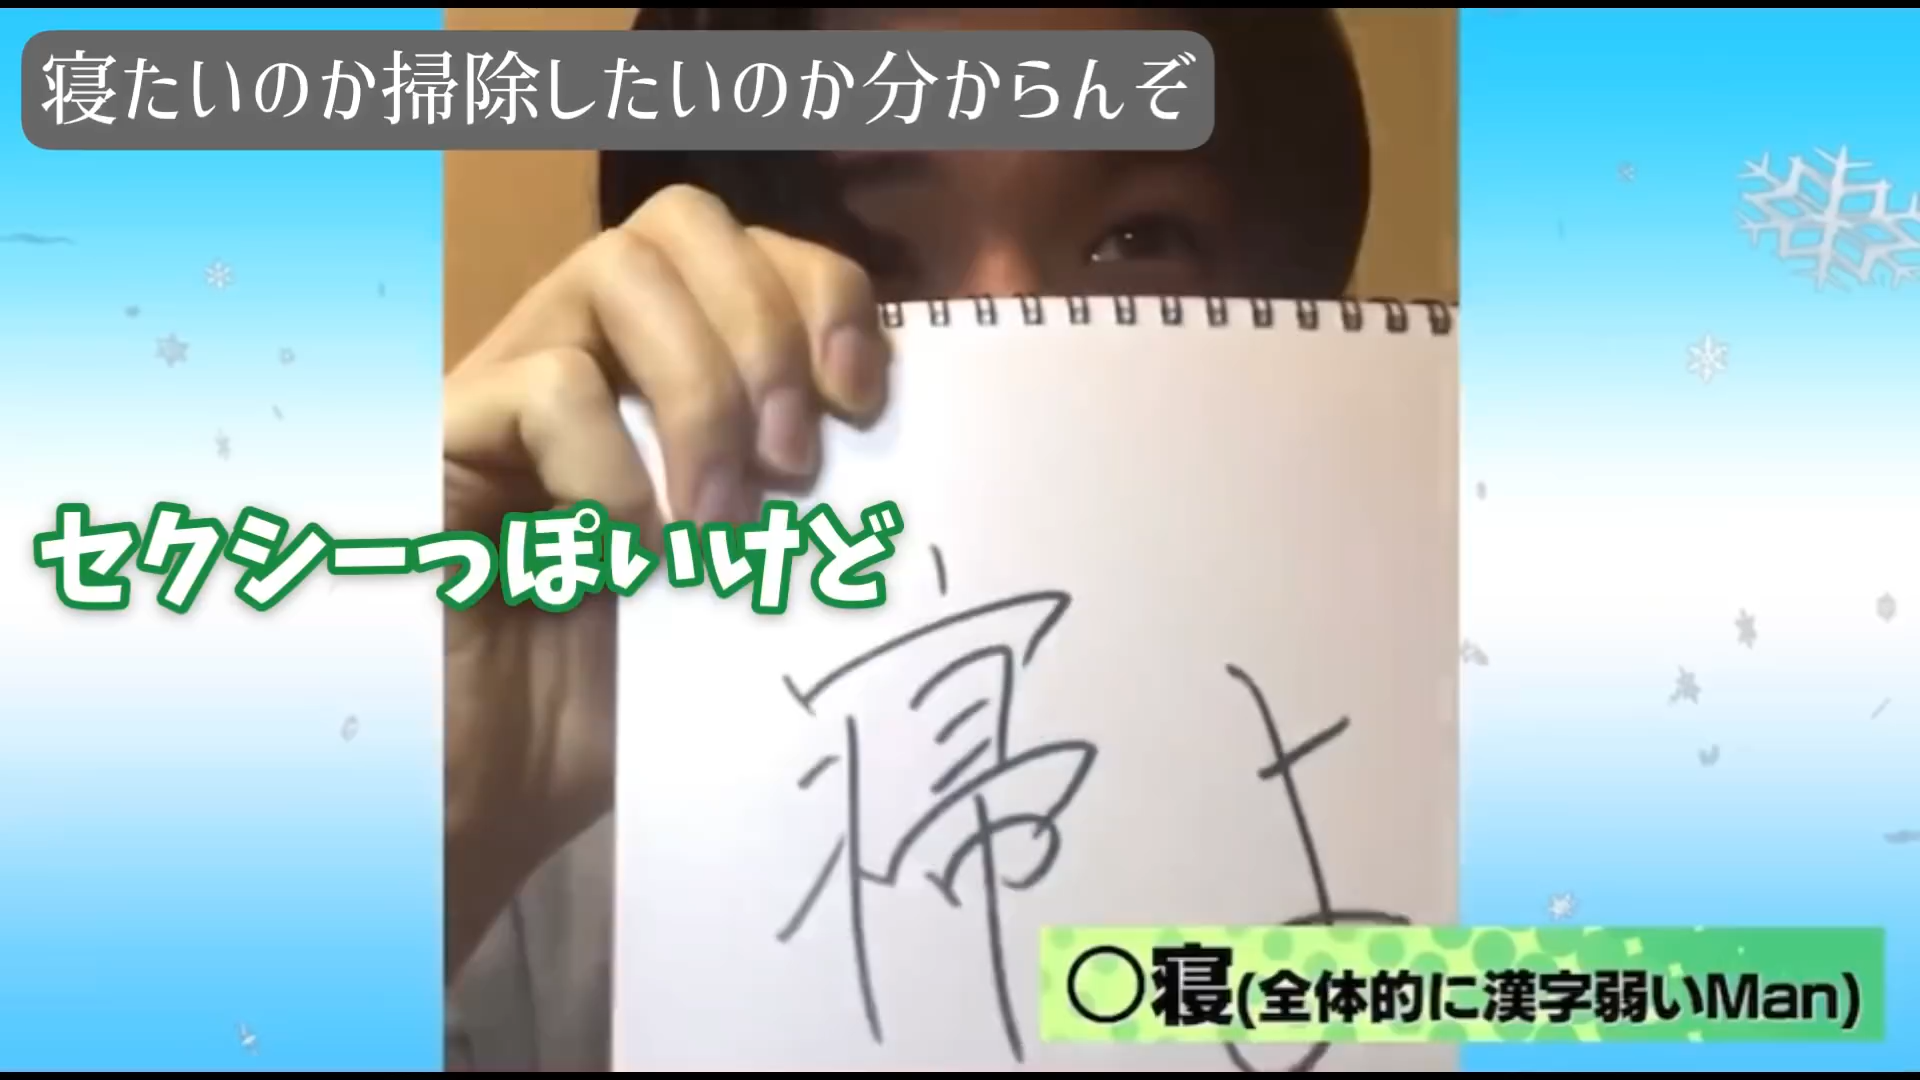 寝たいのか掃除したいのか分からんぞ
セクシーっぽいけど
〇寝(全体的に漢字弱いMan)